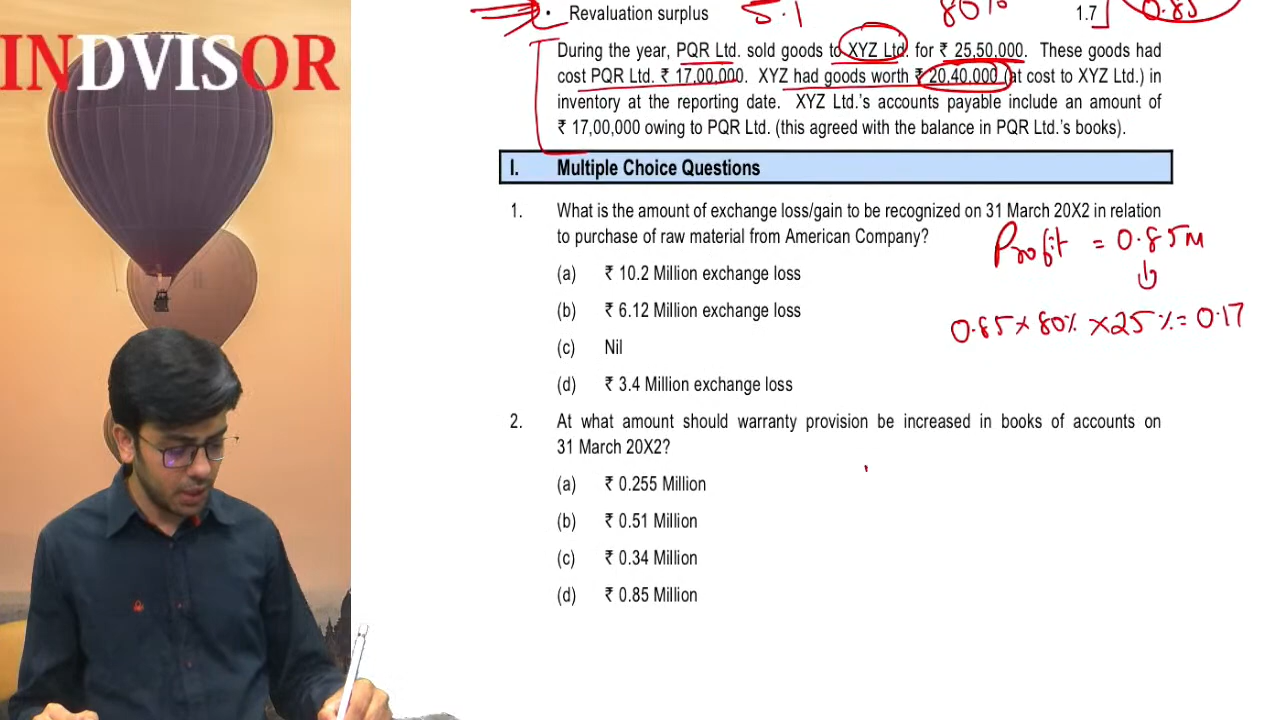 5.1 80%
• Revaluation surplus 1.7 0.85
INDVISOR
During the year, PQR Ltd. sold goods to XYZ Ltd. for ₹ 25,50,000. These goods had
cost PQR Ltd. ₹ 17,00,000. XYZ had goods worth ₹ 20,40,000 (at cost to XYZ Ltd.) in
inventory at the reporting date. XYZ Ltd.'s accounts payable include an amount of
₹ 17,00,000 owing to PQR Ltd. (this agreed with the balance in PQR Ltd.'s books).
I. Multiple Choice Questions
1. What is the amount of exchange loss/gain to be recognized on 31 March 20X2 in relation
to purchase of raw material from American Company?
Profit = 0.85M
(a) ₹ 10.2 Million exchange loss
(b) ₹ 6.12 Million exchange loss
0.85 × 80% × 25% = 0.17
(c) Nil
(d) ₹ 3.4 Million exchange loss
2. At what amount should warranty provision be increased in books of accounts on
31 March 20X2?
(a) ₹ 0.255 Million
(b) ₹ 0.51 Million
(c) ₹ 0.34 Million
(d) ₹ 0.85 Million